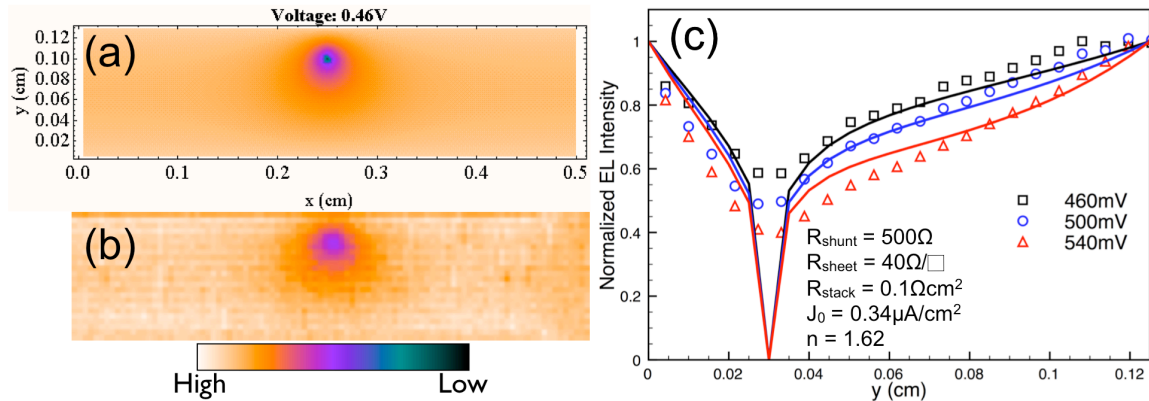 Voltage: 0.46V
(a)
y (cm)
0.12
0.10
0.08
0.06
0.04
0.02
0.0 0.1 0.2 0.3 0.4 0.5
x (cm)
(b)
High Low
(c)
Normalized EL Intensity
1
0.8
0.6
0.4
0.2
0
0 0.02 0.04 0.06 0.08 0.1 0.12
y (cm)
460mV
500mV
540mV
Rshunt = 500Ω
Rsheet = 40Ω/□
Rstack = 0.1Ωcm²
J₀ = 0.34µA/cm²
n = 1.62